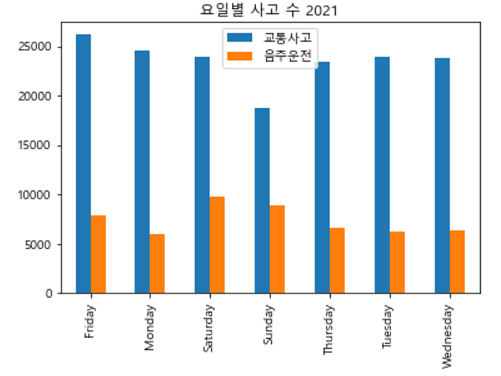 요일별 사고 수 2021
교통사고
음주운전
25000
20000
15000
10000
5000
0
Friday
Monday
Saturday
Sunday
Thursday
Tuesday
Wednesday